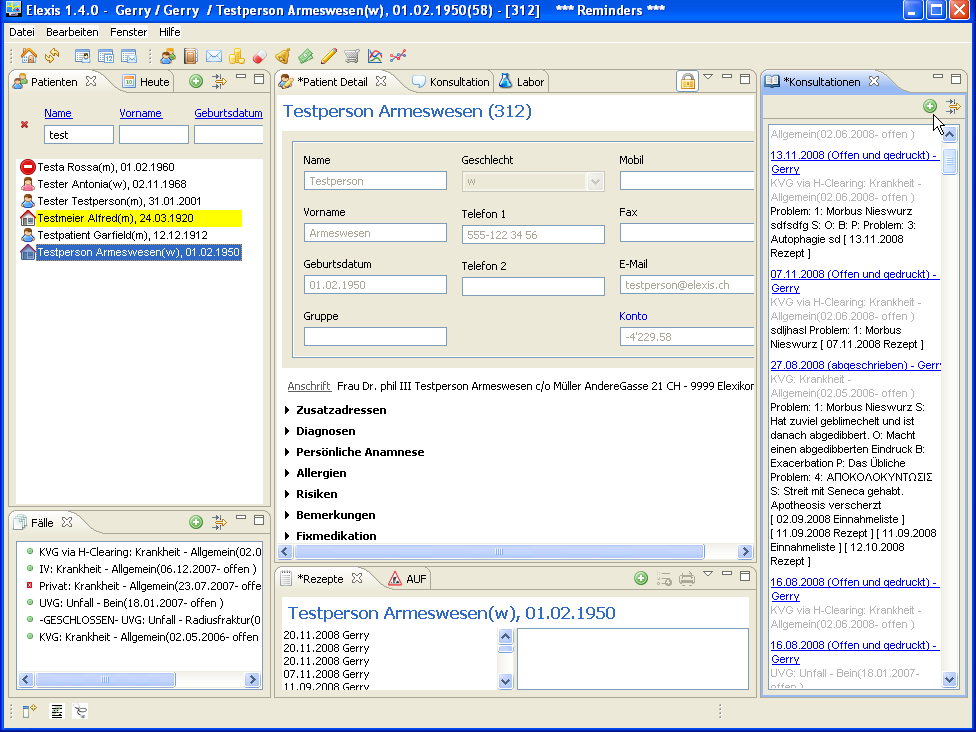 Elexis 1.4.0 - Gerry / Gerry / Testperson Armeswesen(w), 01.02.1950(58) - [312] *** Reminders ***
Datei Bearbeiten Fenster Hilfe
Patienten Heute
Name Vorname Geburtsdatum
test
Testa Rossa(m), 01.02.1960
Tester Antonia(w), 02.11.1968
Tester Testperson(m), 31.01.2001
Testmeier Alfred(m), 24.03.1920
Testpatient Garfield(m), 12.12.1912
Testperson Armeswesen(w), 01.02.1950
Fälle
KVG via H-Clearing: Krankheit - Allgemein(02.0
IV: Krankheit - Allgemein(06.12.2007- offen )
Privat: Krankheit - Allgemein(23.07.2007- offe
UVG: Unfall - Bein(18.01.2007- offen )
-GESCHLOSSEN- UVG: Unfall - Radiusfraktur(0
KVG: Krankheit - Allgemein(02.05.2006- offen
*Patient Detail Konsultation Labor
Testperson Armeswesen (312)
Name Geschlecht Mobil
Testperson w
Vorname Telefon 1 Fax
Armeswesen 555-122 34 56
Geburtsdatum Telefon 2 E-Mail
01.02.1950 testperson@elexis.ch
Gruppe Konto
-4'229.58
Anschrift Frau Dr. phil III Testperson Armeswesen c/o Müller AndereGasse 21 CH - 9999 Elexikon
Zusatzadressen
Diagnosen
Persönliche Anamnese
Allergien
Risiken
Bemerkungen
Fixmedikation
*Rezepte AUF
Testperson Armeswesen(w), 01.02.1950
20.11.2008 Gerry
20.11.2008 Gerry
20.11.2008 Gerry
07.11.2008 Gerry
11.09.2008 Gerry
*Konsultationen
Allgemein(02.06.2008- offen )
13.11.2008 (Offen und gedruckt) -
Gerry
KVG via H-Clearing: Krankheit -
Allgemein(02.06.2008- offen )
Problem: 1: Morbus Nieswurz
sdfsdfg S: O: B: P: Problem: 3:
Autophagie sd [ 13.11.2008
Rezept ]
07.11.2008 (Offen und gedruckt) -
Gerry
KVG via H-Clearing: Krankheit -
Allgemein(02.06.2008- offen )
sdljhasl Problem: 1: Morbus
Nieswurz [ 07.11.2008 Rezept ]
27.08.2008 (abgeschrieben) - Gerry
KVG: Krankheit -
Allgemein(02.05.2006- offen )
Problem: 1: Morbus Nieswurz S:
Hat zuviel geblimechelt und ist
danach abgedibbert. O: Macht
einen abgedibberten Eindruck B:
Exacerbation P: Das Übliche
Problem: 4: ΑΠΟΚΟΛΟΚΥΝΤΩΣΙΣ
S: Streit mit Seneca gehabt.
Apotheosis verscherzt
[ 02.09.2008 Einnahmeliste ]
[ 11.09.2008 Rezept ] [ 11.09.2008
Einnahmeliste ] [ 12.10.2008
Rezept ]
16.08.2008 (Offen und gedruckt) -
Gerry
KVG via H-Clearing: Krankheit -
Allgemein(02.06.2008- offen )
16.08.2008 (Offen und gedruckt) -
Gerry
UVG: Unfall - Bein(18.01.2007-
offen )